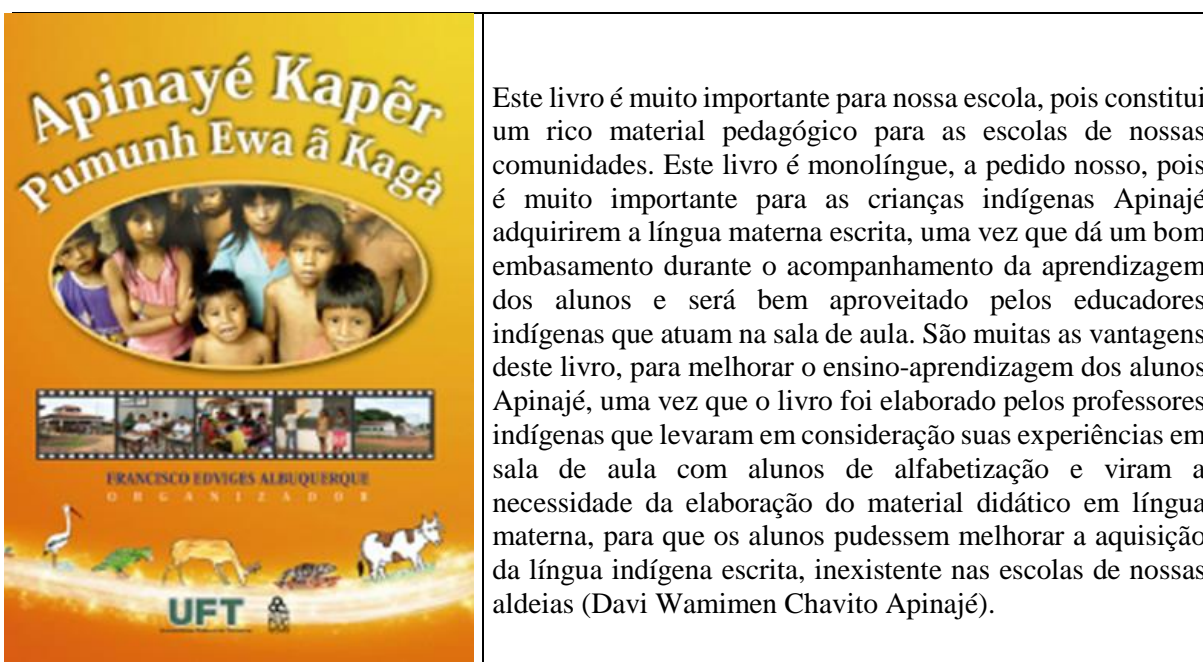 Apinayé Kapẽr
Pumunh Ewa ã Kagà
FRANCISCO EDVIGES ALBUQUERQUE
ORGANIZADOR
UFT
Este livro é muito importante para nossa escola, pois constitui
um rico material pedagógico para as escolas de nossas
comunidades. Este livro é monolíngue, a pedido nosso, pois
é muito importante para as crianças indígenas Apinajé
adquirirem a língua materna escrita, uma vez que dá um bom
embasamento durante o acompanhamento da aprendizagem
dos alunos e será bem aproveitado pelos educadores
indígenas que atuam na sala de aula. São muitas as vantagens
deste livro, para melhorar o ensino-aprendizagem dos alunos
Apinajé, uma vez que o livro foi elaborado pelos professores
indígenas que levaram em consideração suas experiências em
sala de aula com alunos de alfabetização e viram a
necessidade da elaboração do material didático em língua
materna, para que os alunos pudessem melhorar a aquisição
da língua indígena escrita, inexistente nas escolas de nossas
aldeias (Davi Wamimen Chavito Apinajé).